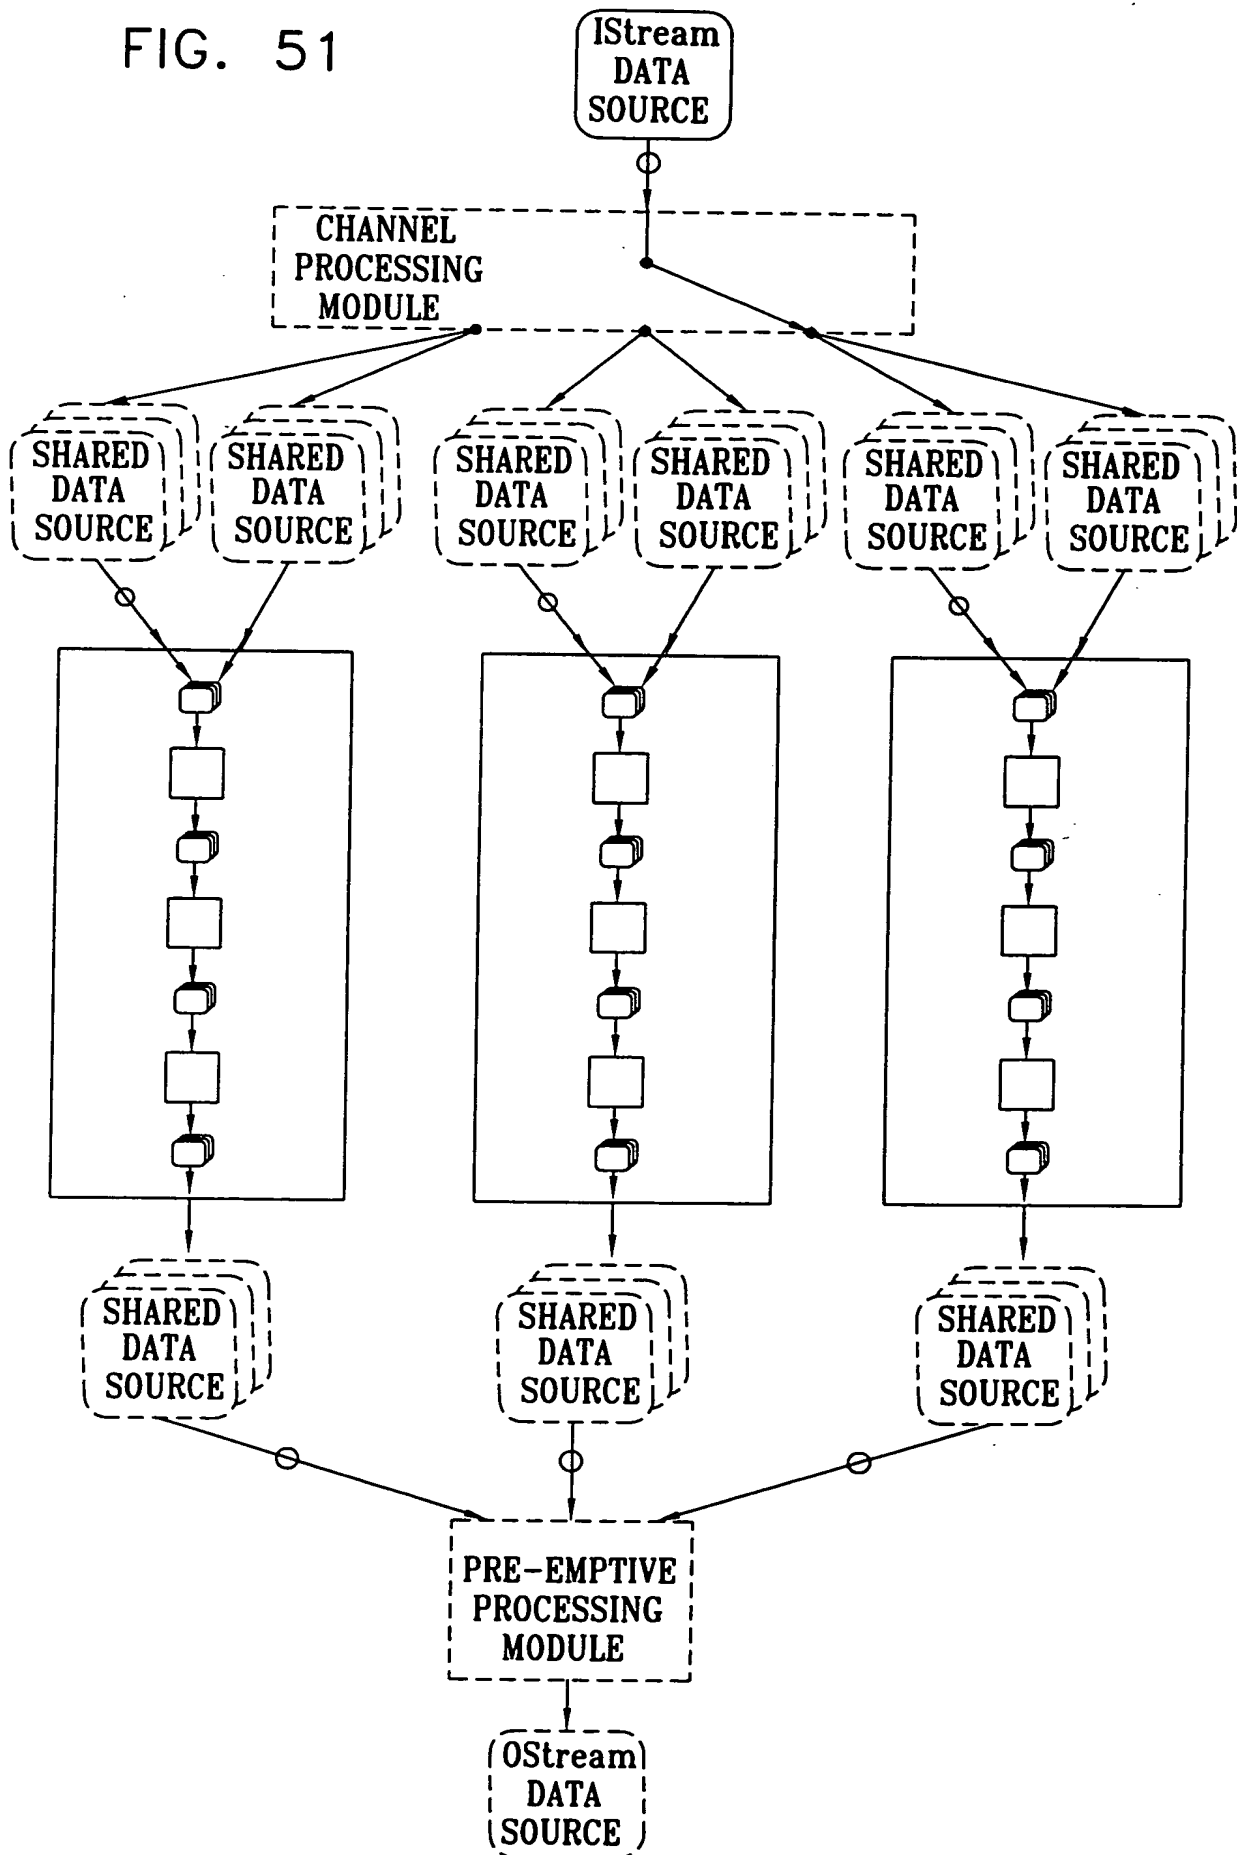 FIG. 51
IStream
DATA
SOURCE
CHANNEL
PROCESSING
MODULE
SHARED
DATA
SOURCE
SHARED
DATA
SOURCE
SHARED
DATA
SOURCE
SHARED
DATA
SOURCE
SHARED
DATA
SOURCE
SHARED
DATA
SOURCE
SHARED
DATA
SOURCE
SHARED
DATA
SOURCE
SHARED
DATA
SOURCE
PRE-EMPTIVE
PROCESSING
MODULE
OStream
DATA
SOURCE